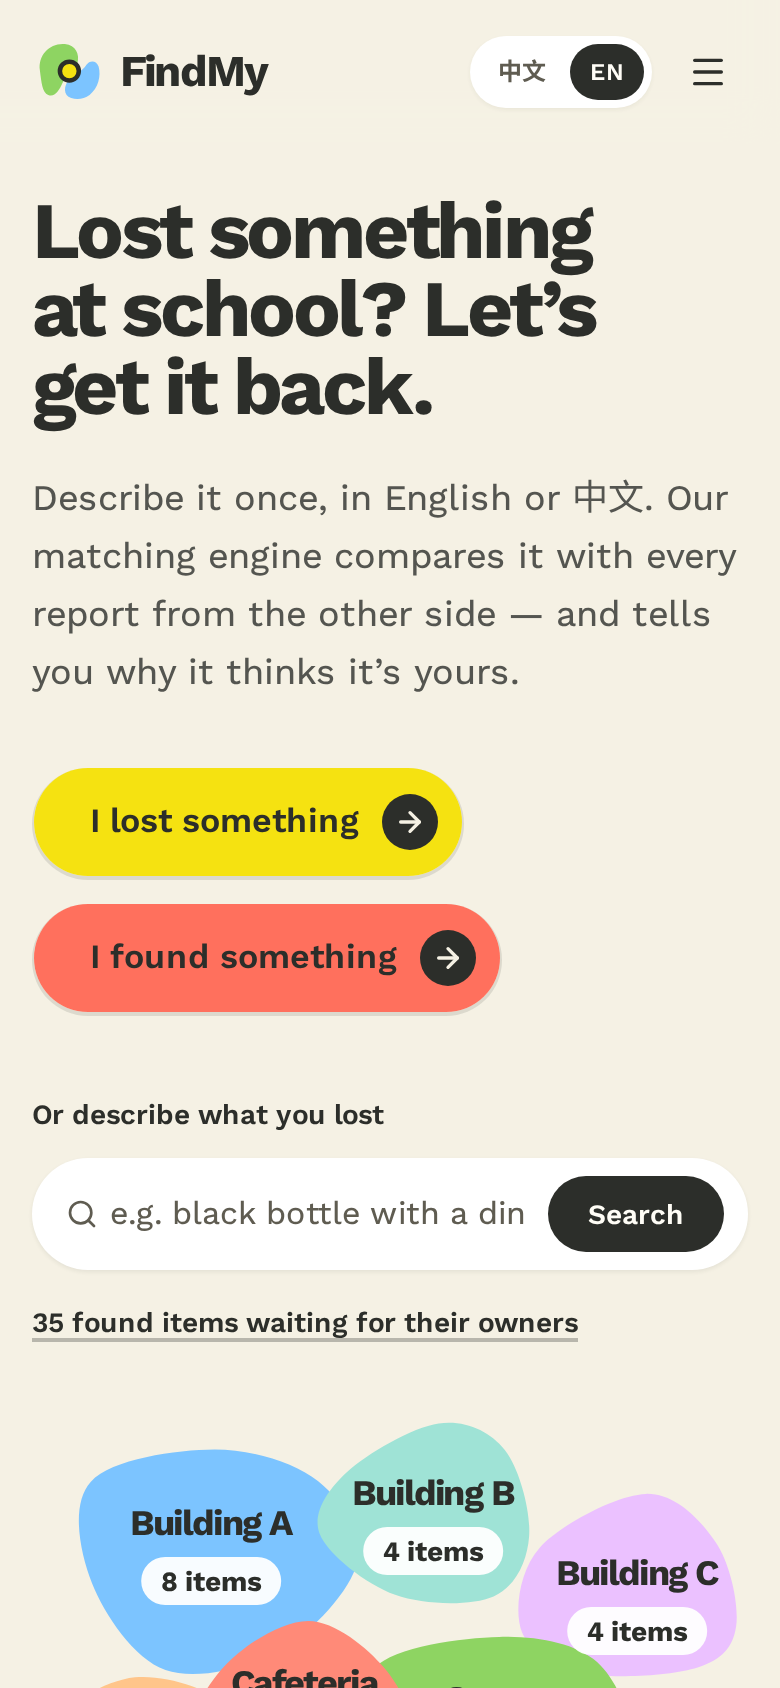 FindMy
中文
EN
Lost something
at school? Let’s
get it back.
Describe it once, in English or 中文. Our
matching engine compares it with every
report from the other side — and tells
you why it thinks it’s yours.
I lost something
I found something
Or describe what you lost
e.g. black bottle with a din
Search
35 found items waiting for their owners
Building A
8 items
Building B
4 items
Building C
4 items
Cafeteria